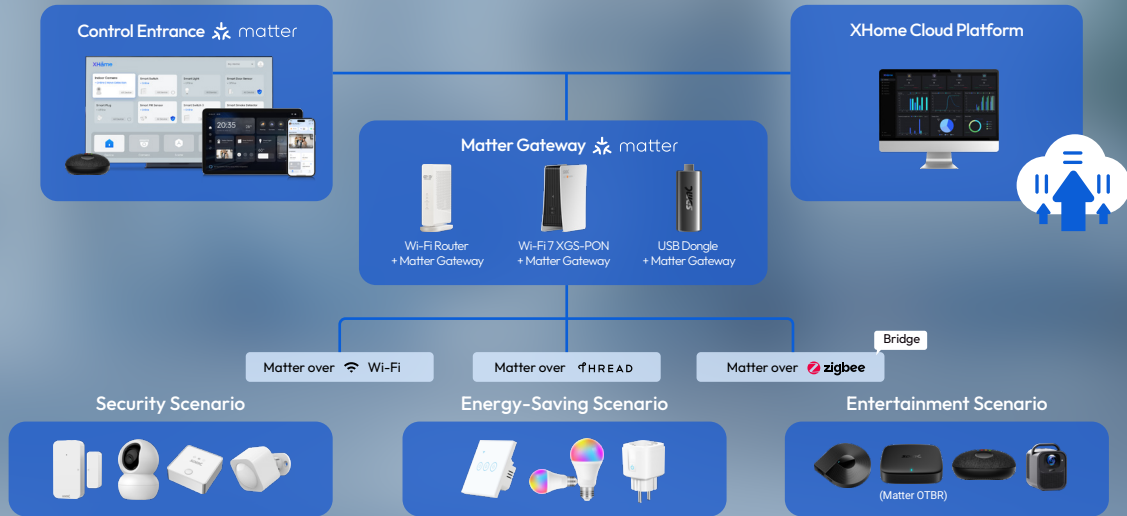 Control Entrance matter
XHome
20:35
XHome Cloud Platform
Matter Gateway matter
Wi-Fi Router
+ Matter Gateway
Wi-Fi 7 XGS-PON
+ Matter Gateway
USB Dongle
+ Matter Gateway
Bridge
Matter over Wi-Fi
Matter over THREAD
Matter over zigbee
Security Scenario
Energy-Saving Scenario
Entertainment Scenario
(Matter OTBR)